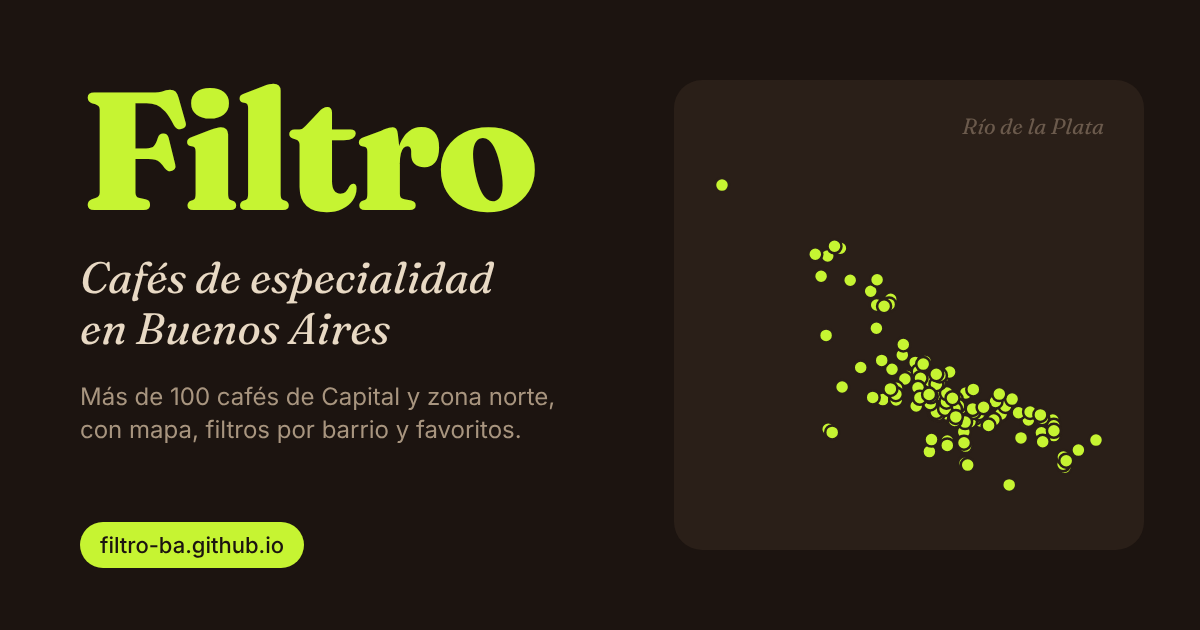 Filtro
Cafés de especialidad
en Buenos Aires
Más de 100 cafés de Capital y zona norte,
con mapa, filtros por barrio y favoritos.
filtro-ba.github.io
Río de la Plata